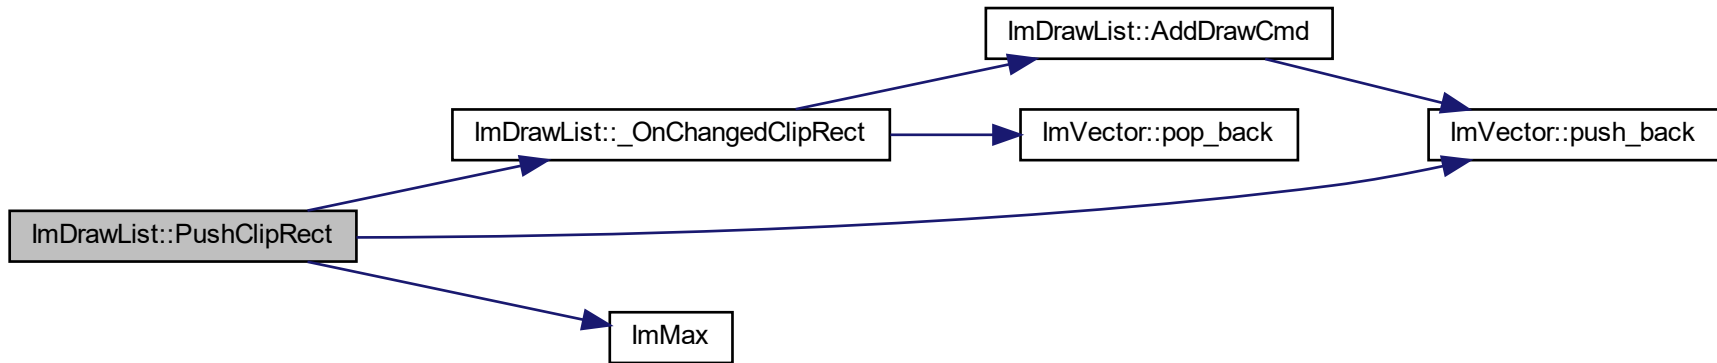 ImDrawList::AddDrawCmd
ImDrawList::_OnChangedClipRect
ImVector::pop_back
ImVector::push_back
ImDrawList::PushClipRect
ImMax